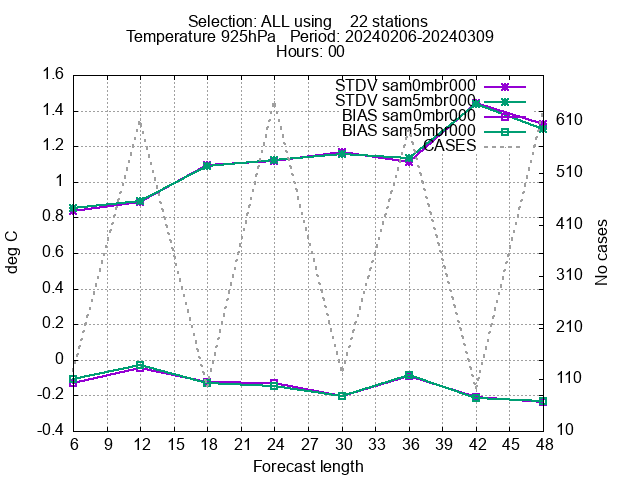 Selection: ALL using 22 stations
Temperature 925hPa Period: 20240206-20240309
Hours: 00
1.6
1.4
1.2
1
0.8
0.6
0.4
0.2
0
-0.2
-0.4
deg C
STDV sam0mbr000
STDV sam5mbr000
BIAS sam0mbr000
BIAS sam5mbr000
CASES
610
510
410
310
210
110
10
No cases
6 12 18 24 27 30 33 36 39 42 45 48
Forecast length